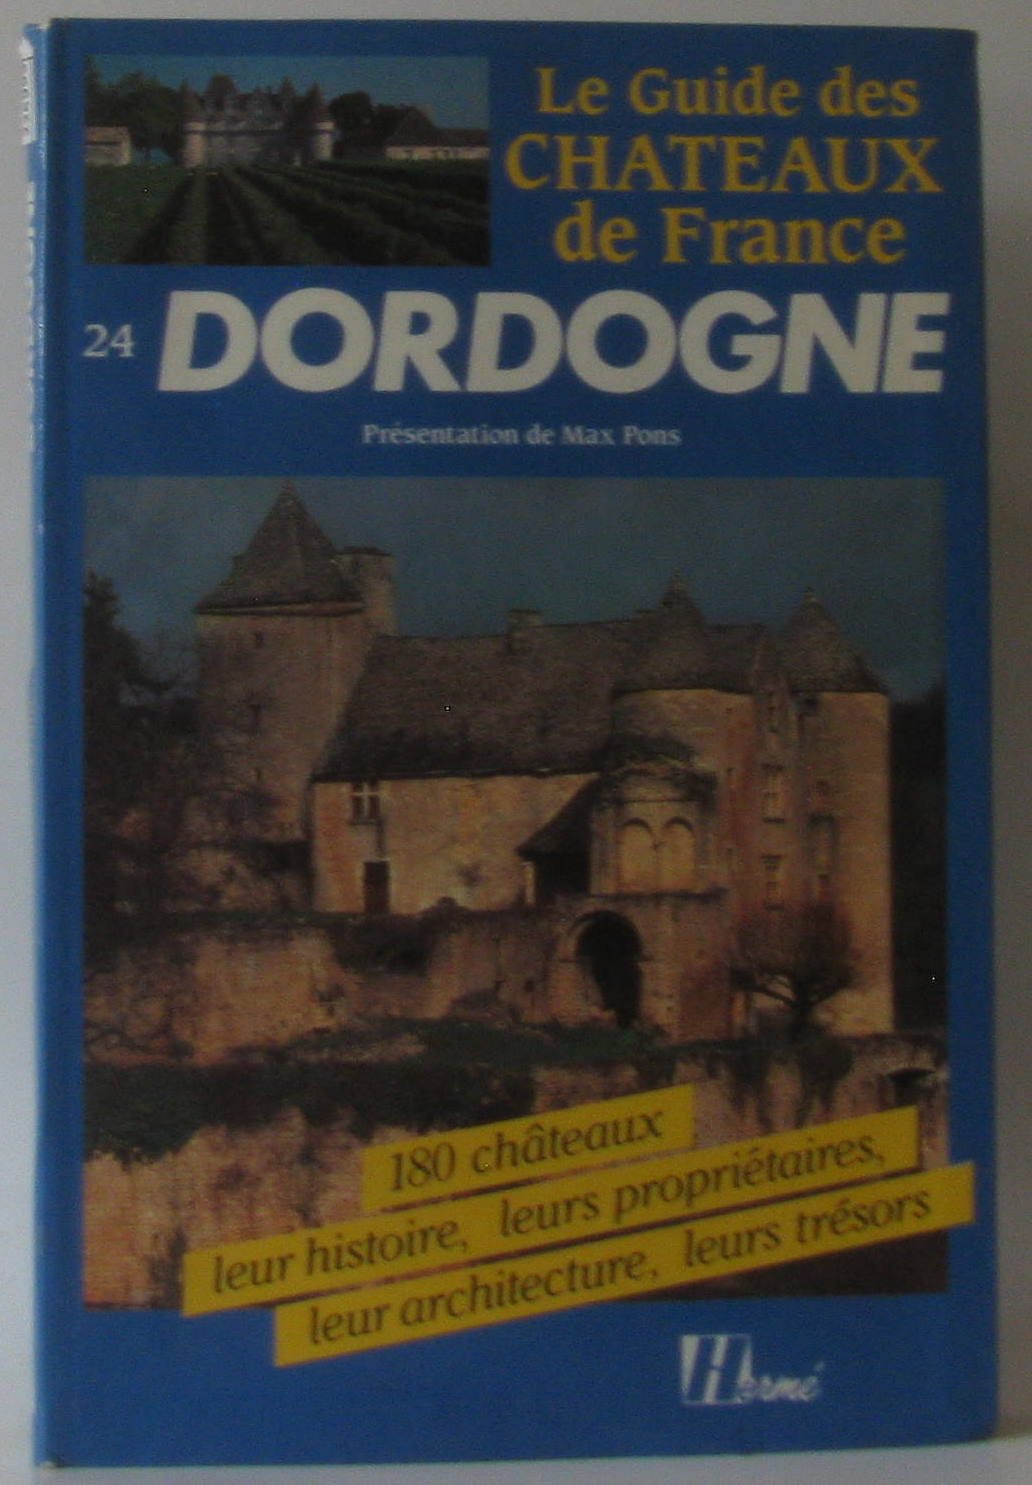 Le Guide des
CHATEAUX
de France
24 DORDOGNE
Présentation de Max Pons
180 châteaux
leur histoire, leurs propriétaires,
leur architecture, leurs trésors
Hermé